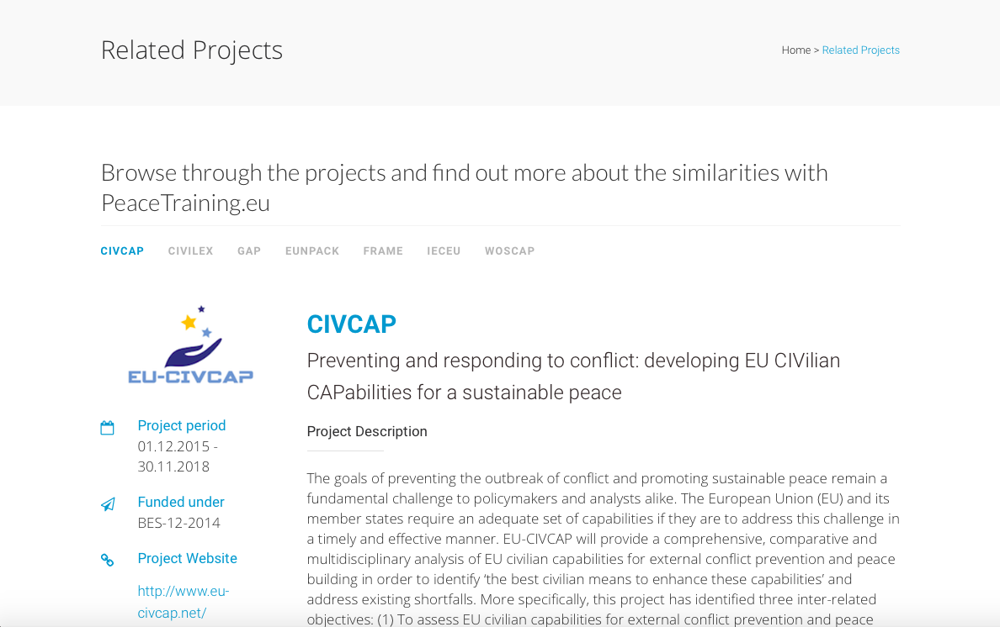 Related Projects
Home > Related Projects
Browse through the projects and find out more about the similarities with
PeaceTraining.eu
CIVCAP CIVILEX GAP EUNPACK FRAME IECEU WOSCAP
EU-CIVCAP
Project period
01.12.2015 -
30.11.2018
Funded under
BES-12-2014
Project Website
http://www.eu-
civcap.net/
CIVCAP
Preventing and responding to conflict: developing EU CIVilian
CAPabilities for a sustainable peace
Project Description
The goals of preventing the outbreak of conflict and promoting sustainable peace remain a
fundamental challenge to policymakers and analysts alike. The European Union (EU) and its
member states require an adequate set of capabilities if they are to address this challenge in
a timely and effective manner. EU-CIVCAP will provide a comprehensive, comparative and
multidisciplinary analysis of EU civilian capabilities for external conflict prevention and peace
building in order to identify ‘the best civilian means to enhance these capabilities’ and
address existing shortfalls. More specifically, this project has identified three inter-related
objectives: (1) To assess EU civilian capabilities for external conflict prevention and peace